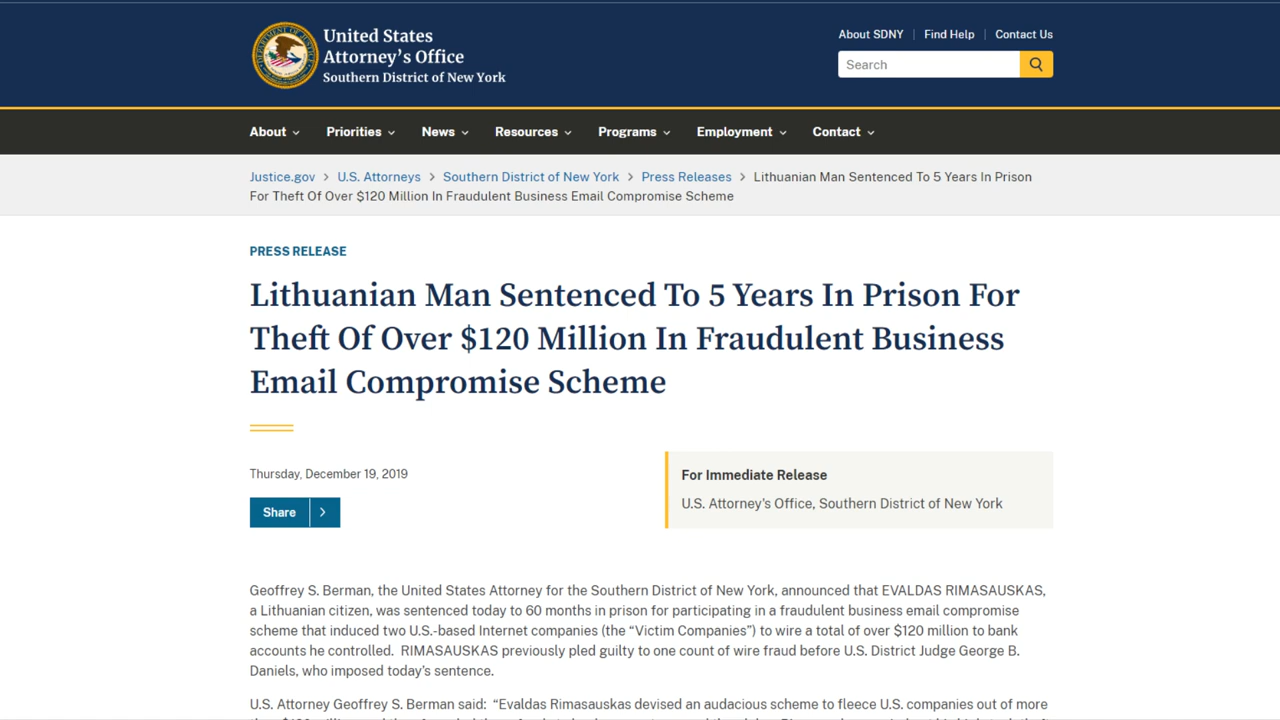 United States
Attorney's Office
Southern District of New York
About SDNY
Find Help
Contact Us
Search
About
Priorities
News
Resources
Programs
Employment
Contact
Justice.gov > U.S. Attorneys > Southern District of New York > Press Releases > Lithuanian Man Sentenced To 5 Years In Prison
For Theft Of Over $120 Million In Fraudulent Business Email Compromise Scheme
PRESS RELEASE
Lithuanian Man Sentenced To 5 Years In Prison For
Theft Of Over $120 Million In Fraudulent Business
Email Compromise Scheme
Thursday, December 19, 2019
Share
For Immediate Release
U.S. Attorney's Office, Southern District of New York
Geoffrey S. Berman, the United States Attorney for the Southern District of New York, announced that EVALDAS RIMASAUSKAS,
a Lithuanian citizen, was sentenced today to 60 months in prison for participating in a fraudulent business email compromise
scheme that induced two U.S.-based Internet companies (the “Victim Companies”) to wire a total of over $120 million to bank
accounts he controlled.  RIMASAUSKAS previously pled guilty to one count of wire fraud before U.S. District Judge George B.
Daniels, who imposed today’s sentence.
U.S. Attorney Geoffrey S. Berman said:  “Evaldas Rimasauskas devised an audacious scheme to fleece U.S. companies out of more